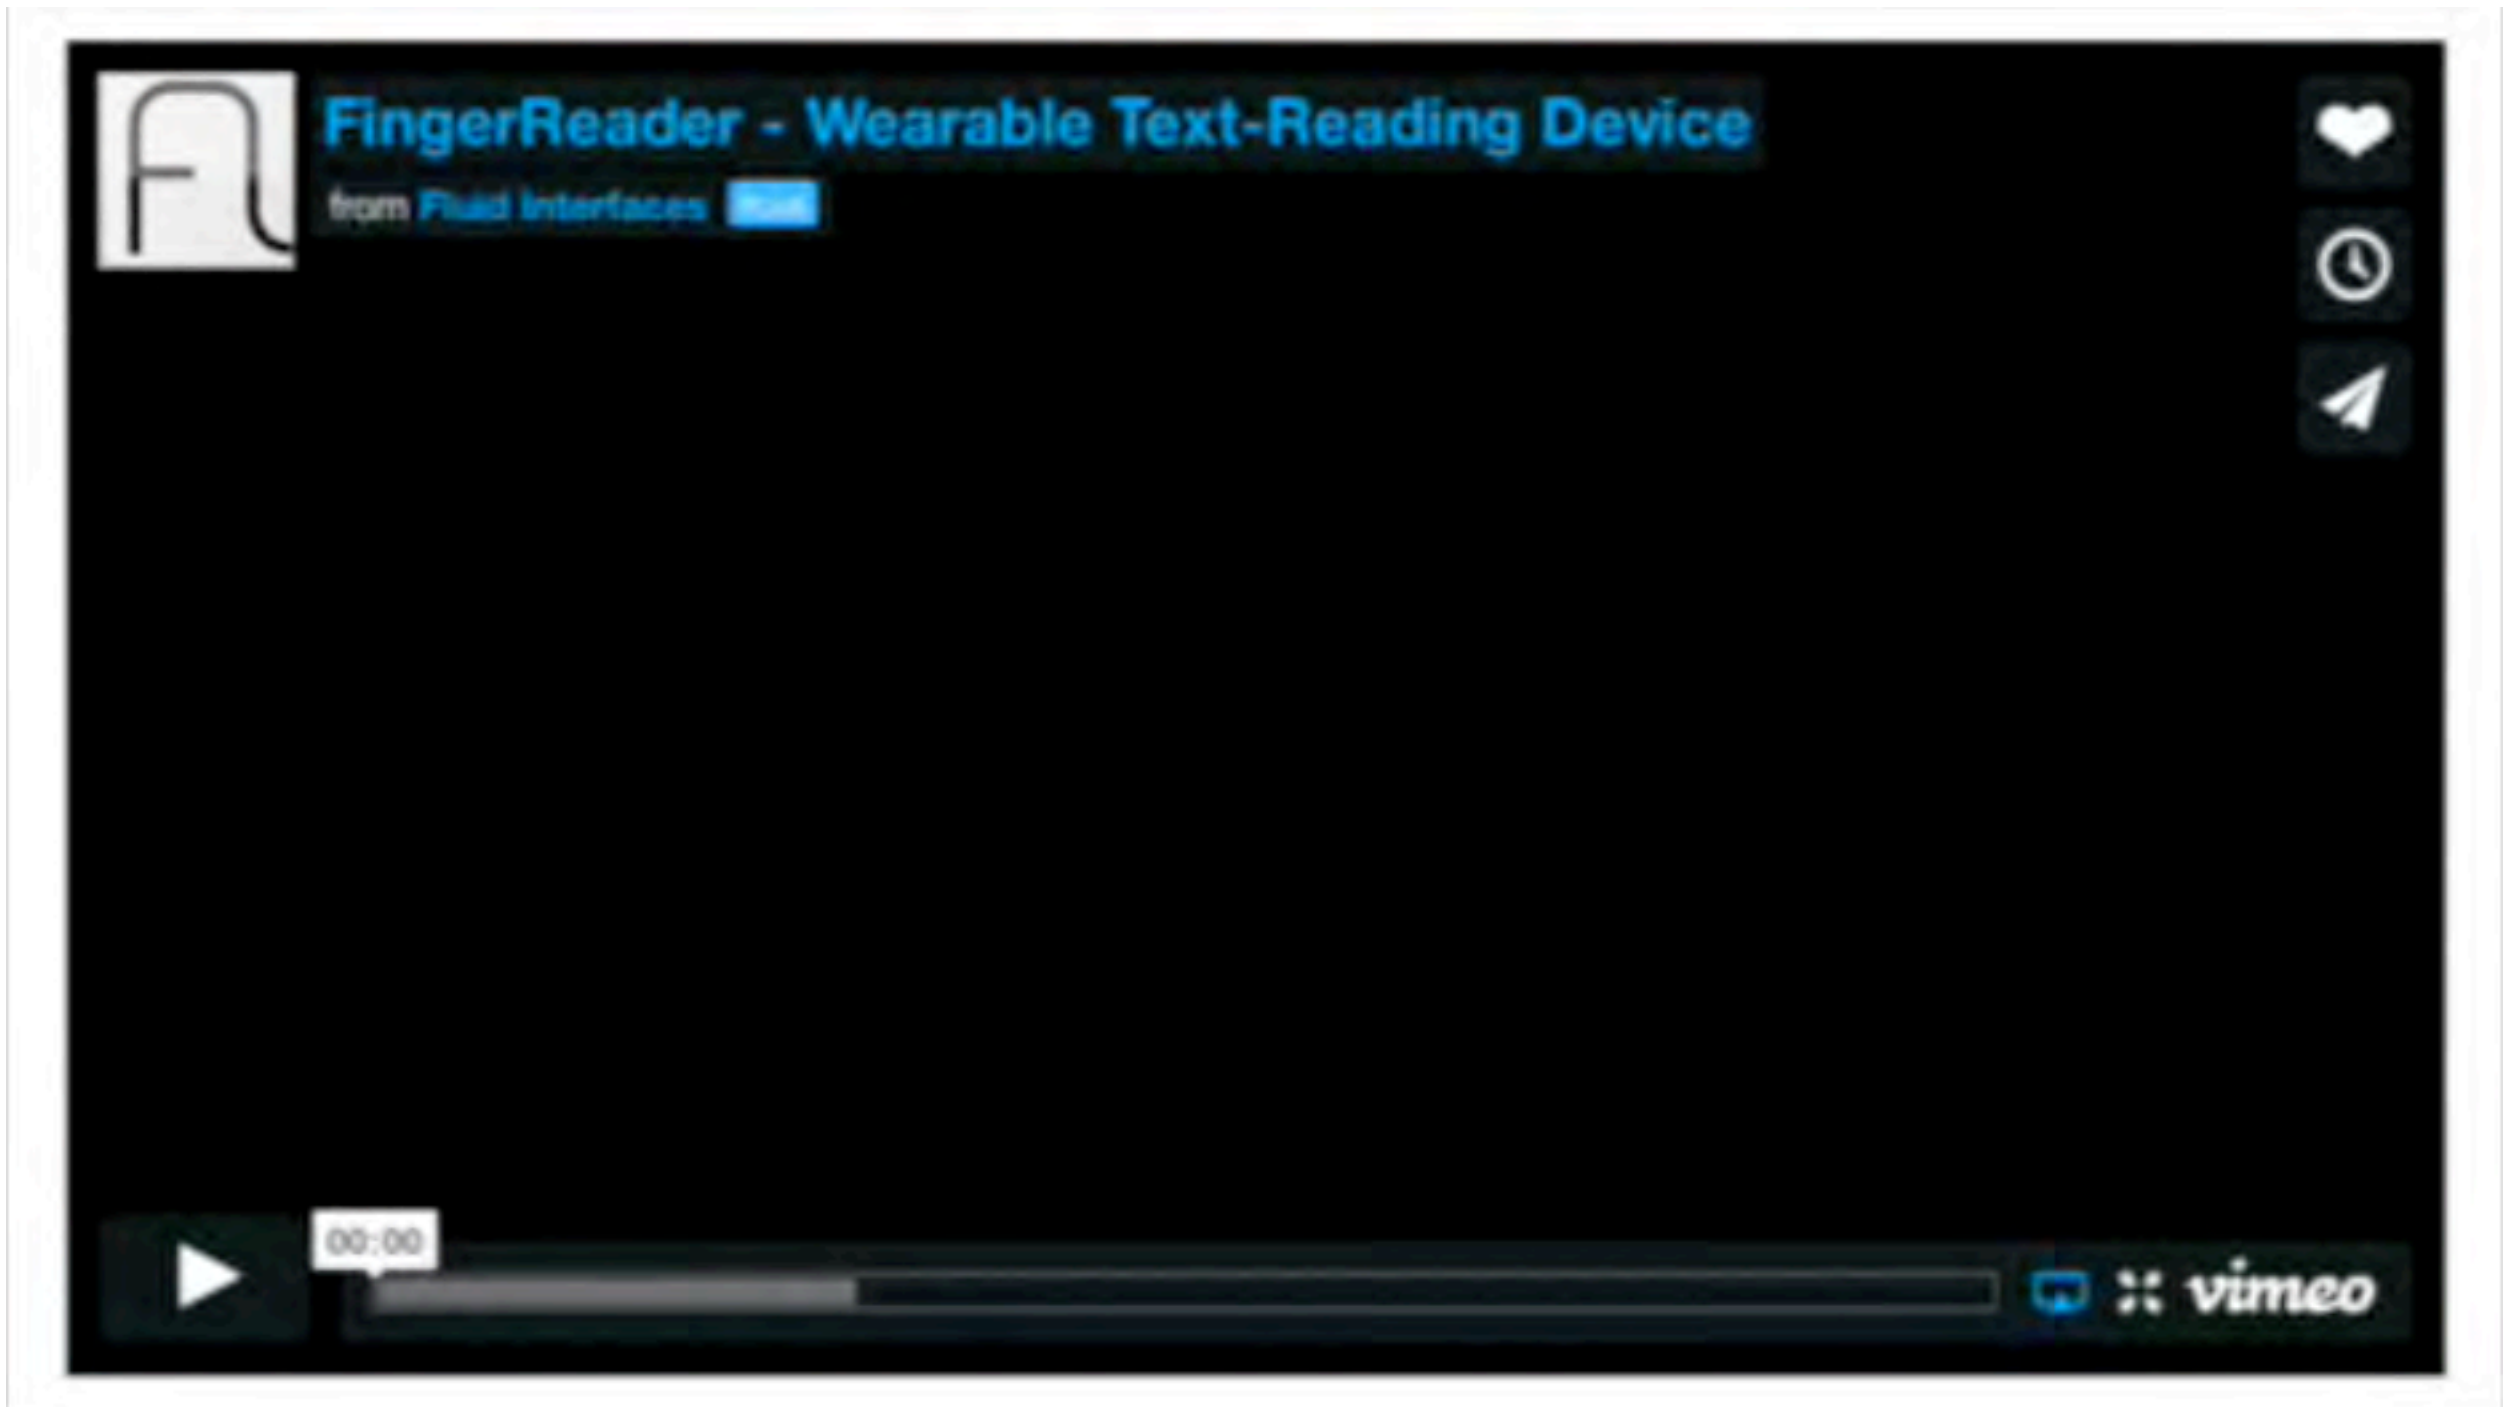 FingerReader - Wearable Text-Reading Device
from Fluid Interfaces
00:00
vimeo